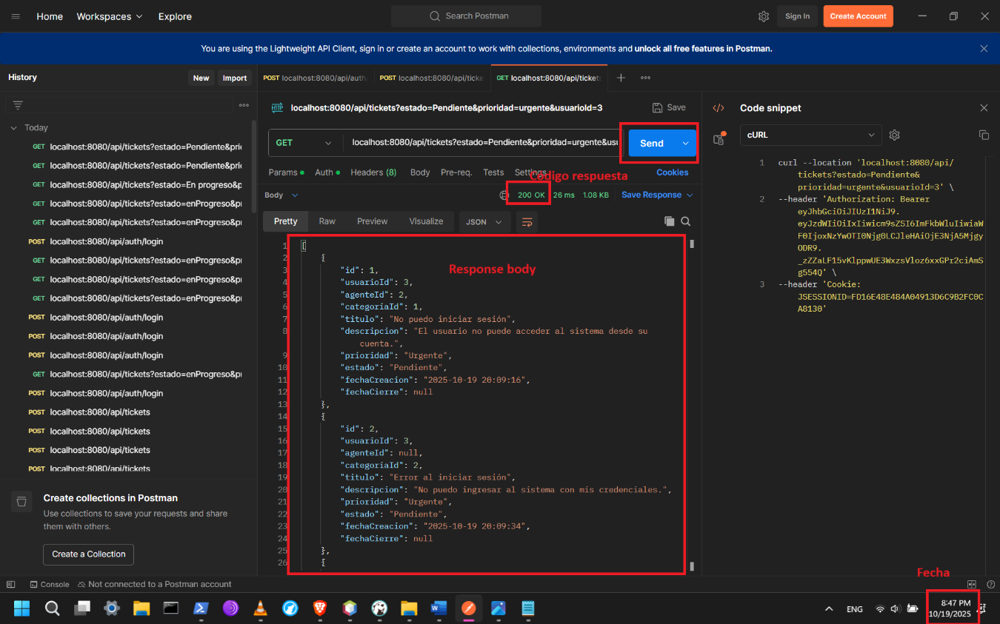 Home
Workspaces
Explore
Search Postman
Sign In
Create Account
You are using the Lightweight API Client, sign in or create an account to work with collections, environments and unlock all free features in Postman.
History
New
Import
Today
GET localhost:8080/api/tickets?estado=Pendiente&pri
GET localhost:8080/api/tickets?estado=Pendiente&pri
GET localhost:8080/api/tickets?estado=En progreso&p
GET localhost:8080/api/tickets?estado=enProgreso&pr
GET localhost:8080/api/tickets?estado=enProgreso&pr
POST localhost:8080/api/auth/login
GET localhost:8080/api/tickets?estado=enProgreso&pr
GET localhost:8080/api/tickets?estado=enProgreso&pr
GET localhost:8080/api/tickets?estado=enProgreso&pr
POST localhost:8080/api/auth/login
POST localhost:8080/api/auth/login
POST localhost:8080/api/auth/login
GET localhost:8080/api/tickets?estado=enProgreso&pr
POST localhost:8080/api/auth/login
POST localhost:8080/api/tickets
POST localhost:8080/api/tickets
POST localhost:8080/api/tickets
POST localhost:8080/api/tickets
Create collections in Postman
Use collections to save your requests and share
them with others.
Create a Collection
POST localhost:8080/api/auth
POST localhost:8080/api/ticke
GET localhost:8080/api/ticket
HTTP localhost:8080/api/tickets?estado=Pendiente&prioridad=urgente&usuarioId=3
Save
GET
localhost:8080/api/tickets?estado=Pendiente&prioridad=urgente&usu
Send
Params
Auth
Headers (8)
Body
Pre-req.
Tests
Settings
Cookies
Código respuesta
Body
200 OK
26 ms
1.08 KB
Save Response
Pretty
Raw
Preview
Visualize
JSON
Response body
1 [
2 {
3 "id": 1,
4 "usuarioId": 3,
5 "agenteId": 2,
6 "categoriaId": 1,
7 "titulo": "No puedo iniciar sesión",
8 "descripcion": "El usuario no puede acceder al sistema desde su
cuenta.",
9 "prioridad": "Urgente",
10 "estado": "Pendiente",
11 "fechaCreacion": "2025-10-19 20:09:16",
12 "fechaCierre": null
13 },
14 {
15 "id": 2,
16 "usuarioId": 3,
17 "agenteId": null,
18 "categoriaId": 2,
19 "titulo": "Error al iniciar sesión",
20 "descripcion": "No puedo ingresar al sistema con mis credenciales.",
21 "prioridad": "Urgente",
22 "estado": "Pendiente",
23 "fechaCreacion": "2025-10-19 20:09:34",
24 "fechaCierre": null
25 },
26 {
</> Code snippet
cURL
1 curl --location 'localhost:8080/api/
tickets?estado=Pendiente&
prioridad=urgente&usuarioId=3' \
2 --header 'Authorization: Bearer
eyJhbGciOiJIUzI1NiJ9.
eyJzdWIiOiIxIiwicm9sZSI6ImFkbWluIiwiaW
F0IjoxNzYwOTI0Njg0LCJleHAiOjE3NjA5Mjgy
ODR9.
_zZZaLF15vKlppwUE3WxzsVloz6xxGPr2ciAmS
g554Q' \
3 --header 'Cookie:
JSESSIONID=FD16E48E484A04913D6C9B2FC0C
A8130'
Fecha
Console
Not connected to a Postman account
ENG
8:47 PM
10/19/2025